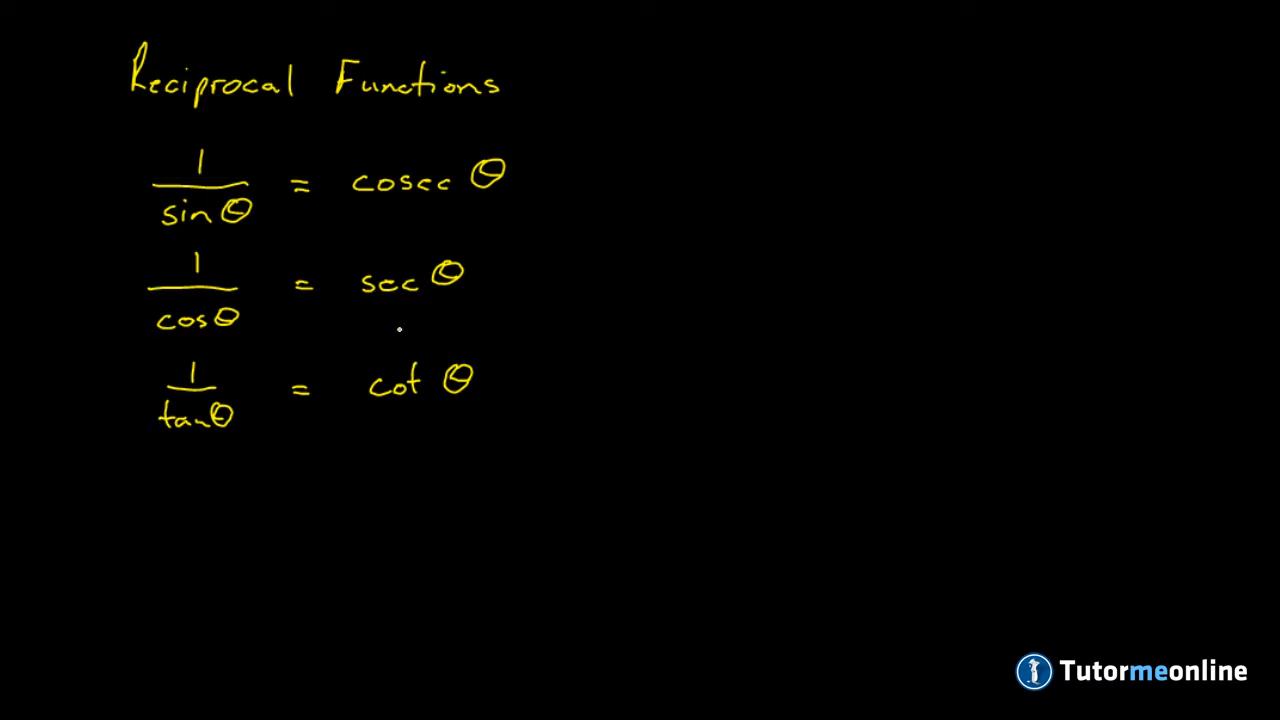 Reciprocal Functions
1
sinθ = cosec θ
1
cosθ = sec θ
1
tanθ = cot θ
Tutormeonline